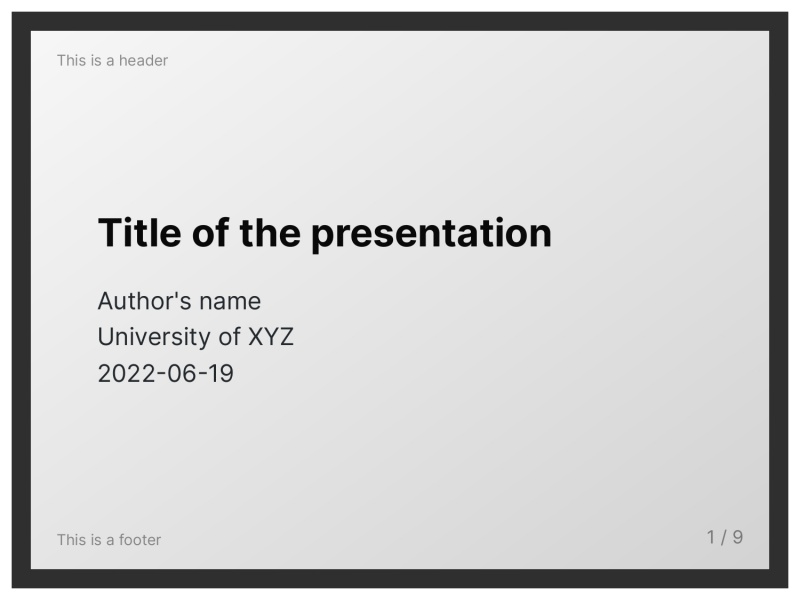 This is a header
Title of the presentation
Author's name
University of XYZ
2022-06-19
This is a footer
1 / 9